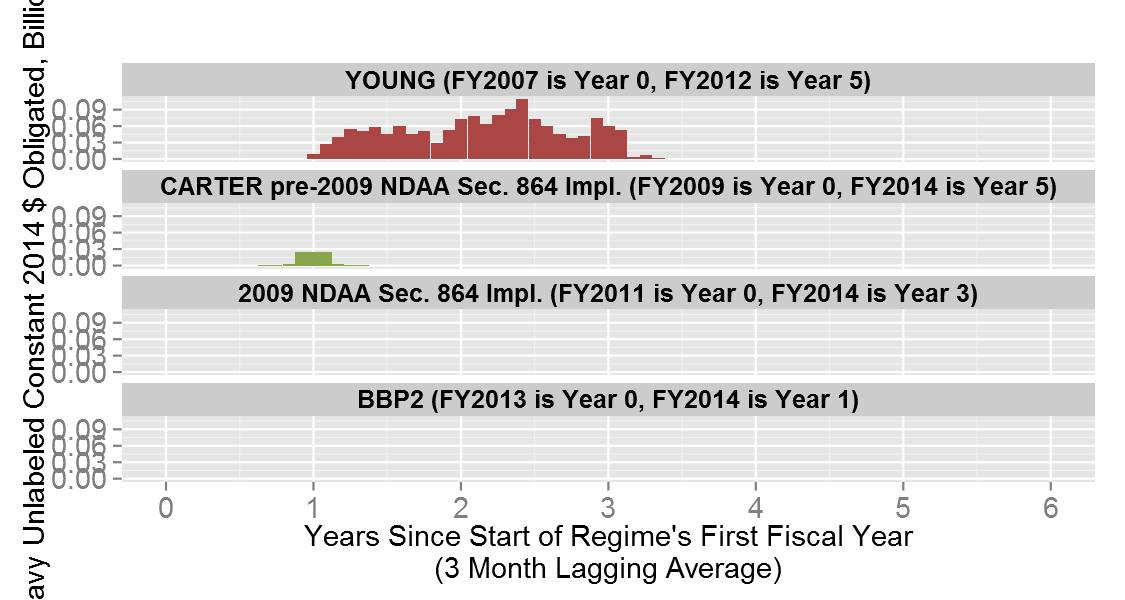 avy Unlabeled Constant 2014 $ Obligated, Billio
YOUNG (FY2007 is Year 0, FY2012 is Year 5)
0.09
0.06
0.03
0.00
CARTER pre-2009 NDAA Sec. 864 Impl. (FY2009 is Year 0, FY2014 is Year 5)
0.09
0.06
0.03
0.00
2009 NDAA Sec. 864 Impl. (FY2011 is Year 0, FY2014 is Year 3)
0.09
0.06
0.03
0.00
BBP2 (FY2013 is Year 0, FY2014 is Year 1)
0.09
0.06
0.03
0.00
0 1 2 3 4 5 6
Years Since Start of Regime's First Fiscal Year
(3 Month Lagging Average)